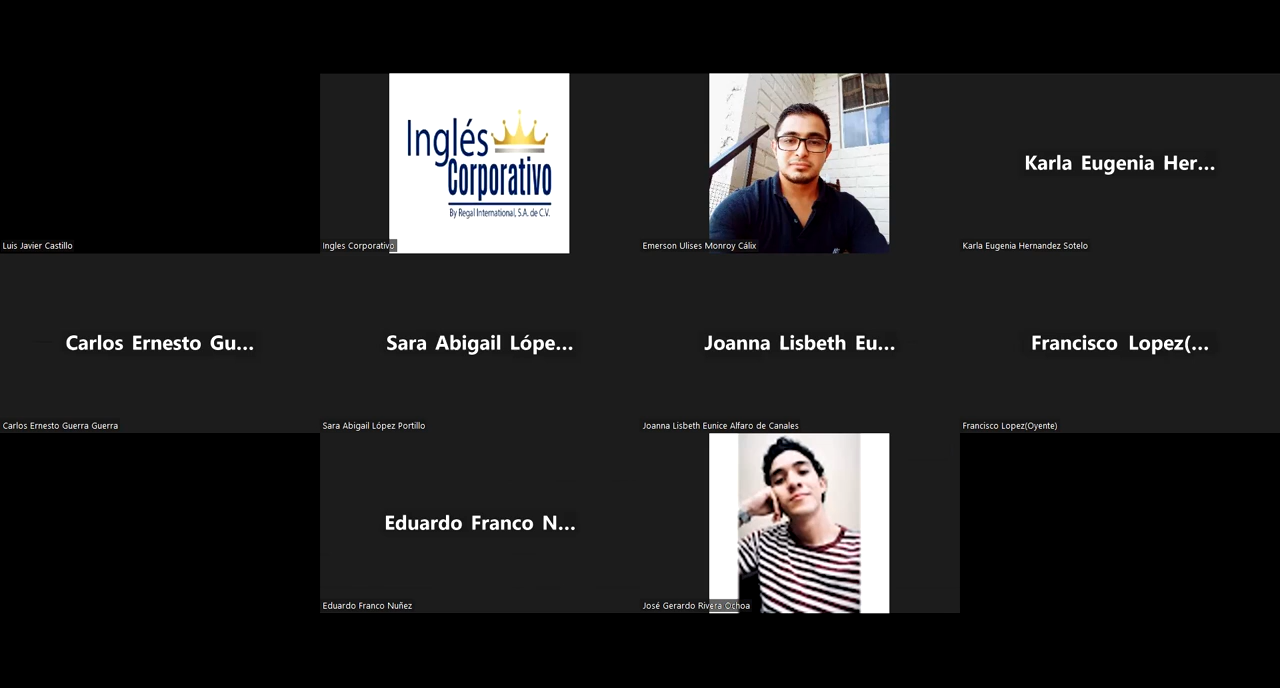 Inglés
Corporativo
By Regal International, S.A. de C.V.
Karla Eugenia Her...
Luis Javier Castillo
Ingles Corporativo
Emerson Ulises Monroy Cálix
Karla Eugenia Hernandez Sotelo
Carlos Ernesto Gu...
Sara Abigail Lópe...
Joanna Lisbeth Eu...
Francisco Lopez(...
Carlos Ernesto Guerra Guerra
Sara Abigail López Portillo
Joanna Lisbeth Eunice Alfaro de Canales
Francisco Lopez(Oyente)
Eduardo Franco N...
Eduardo Franco Nuñez
José Gerardo Rivera Ochoa